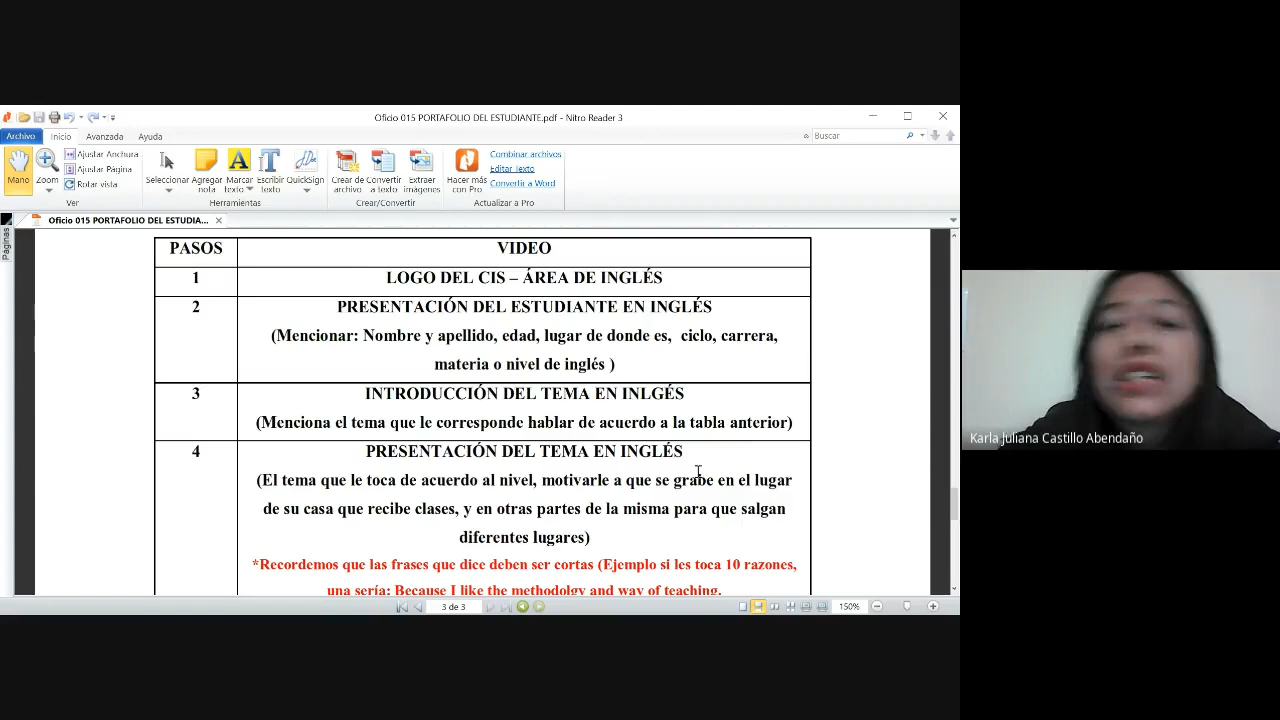 Oficio 015 PORTAFOLIO DEL ESTUDIANTE.pdf - Nitro Reader 3
Archivo Inicio Avanzada Ayuda
Buscar
Mano
Zoom
Ajustar Anchura
Ajustar Página
Rotar vista
Ver
Seleccionar
Agregar nota
Marcar texto
Escribir texto
QuickSign
Herramientas
Crear de archivo
Convertir a texto
Extraer imágenes
Crear/Convertir
Hacer más con Pro
Combinar archivos
Editar Texto
Convertir a Word
Actualizar a Pro
Páginas
Oficio 015 PORTAFOLIO DEL ESTUDIA...
PASOS VIDEO
1 LOGO DEL CIS – ÁREA DE INGLÉS
2 PRESENTACIÓN DEL ESTUDIANTE EN INGLÉS
(Mencionar: Nombre y apellido, edad, lugar de donde es, ciclo, carrera,
materia o nivel de inglés )
3 INTRODUCCIÓN DEL TEMA EN INLGÉS
(Menciona el tema que le corresponde hablar de acuerdo a la tabla anterior)
4 PRESENTACIÓN DEL TEMA EN INGLÉS
(El tema que le toca de acuerdo al nivel, motivarle a que se grabe en el lugar
de su casa que recibe clases, y en otras partes de la misma para que salgan
diferentes lugares)
*Recordemos que las frases que dice deben ser cortas (Ejemplo si les toca 10 razones,
una sería: Because I like the methodolgy and way of teaching.
3 de 3
150%
Karla Juliana Castillo Abendaño